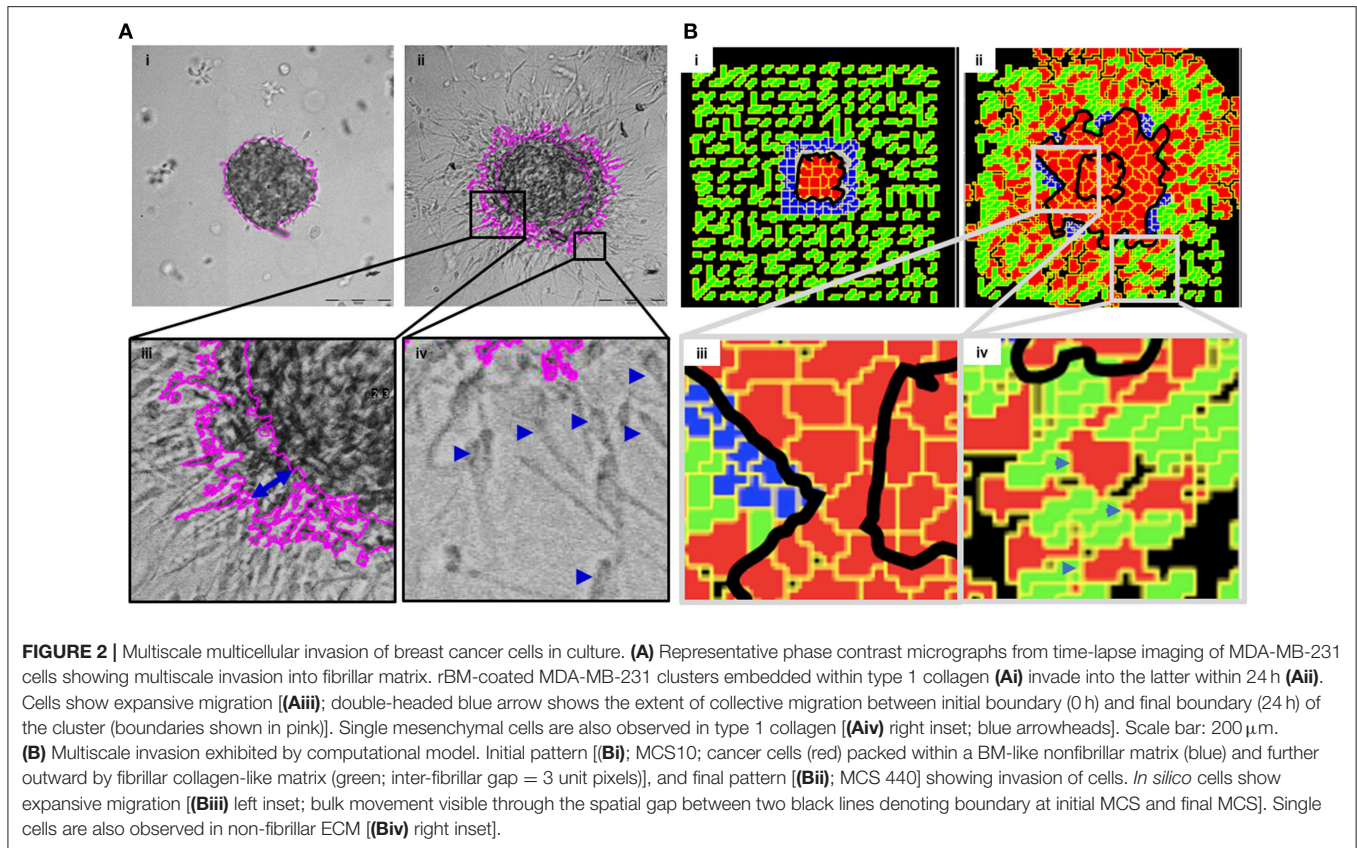 A
B
i
ii
i
ii
iii
iv
iii
iv
FIGURE 2 | Multiscale multicellular invasion of breast cancer cells in culture. (A) Representative phase contrast micrographs from time-lapse imaging of MDA-MB-231
cells showing multiscale invasion into fibrillar matrix. rBM-coated MDA-MB-231 clusters embedded within type 1 collagen (Ai) invade into the latter within 24 h (Aii).
Cells show expansive migration [(Aiii); double-headed blue arrow shows the extent of collective migration between initial boundary (0 h) and final boundary (24 h) of
the cluster (boundaries shown in pink)]. Single mesenchymal cells are also observed in type 1 collagen [(Aiv) right inset; blue arrowheads]. Scale bar: 200 μm.
(B) Multiscale invasion exhibited by computational model. Initial pattern [(Bi); MCS10; cancer cells (red) packed within a BM-like nonfibrillar matrix (blue) and further
outward by fibrillar collagen-like matrix (green; inter-fibrillar gap = 3 unit pixels)], and final pattern [(Bii); MCS 440] showing invasion of cells. In silico cells show
expansive migration [(Biii) left inset; bulk movement visible through the spatial gap between two black lines denoting boundary at initial MCS and final MCS]. Single
cells are also observed in non-fibrillar ECM [(Biv) right inset].